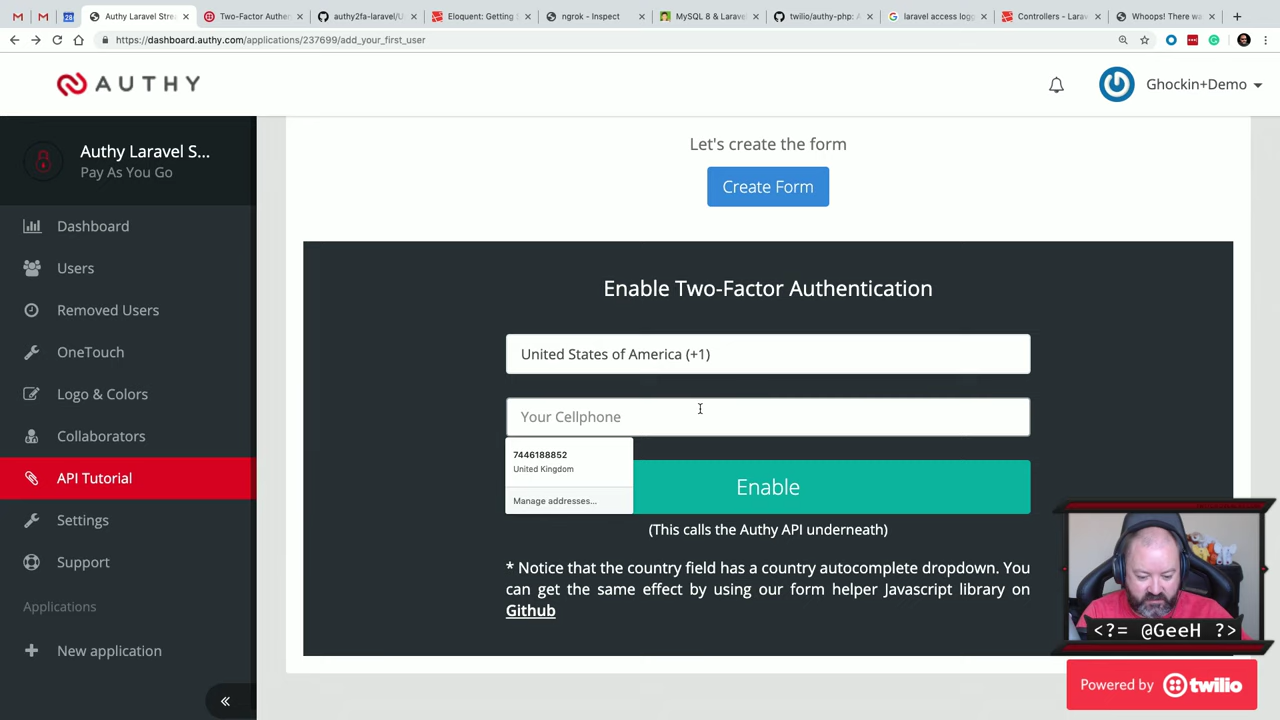 Authy Laravel Stre
Two-Factor Authen
authy2fa-laravel/U
Eloquent: Getting S
ngrok - Inspect
MySQL 8 & Larave
twilio/authy-php: A
laravel access logg
Controllers - Larav
Whoops! There wa
https://dashboard.authy.com/applications/237699/add_your_first_user
AUTHY
Ghockin+Demo
Authy Laravel S...
Pay As You Go
Dashboard
Users
Removed Users
OneTouch
Logo & Colors
Collaborators
API Tutorial
Settings
Support
Applications
New application
Let's create the form
Create Form
Enable Two-Factor Authentication
United States of America (+1)
Your Cellphone
7446188852
United Kingdom
Manage addresses...
Enable
(This calls the Authy API underneath)
* Notice that the country field has a country autocomplete dropdown. You
can get the same effect by using our form helper Javascript library on
Github
<?= @GeeH ?>
Powered by twilio